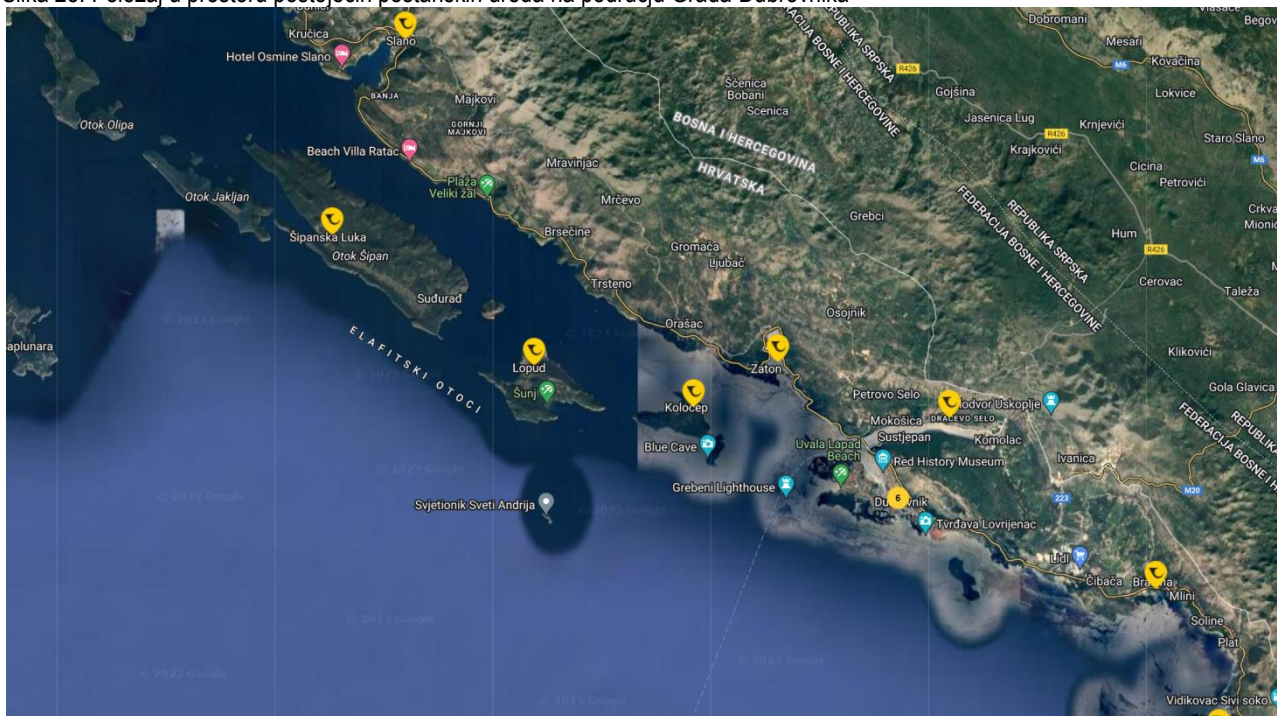 Kručica
Slano
Hotel Osmine Slano
BANJA
Majkovi
GORNJI
MAJKOVI
Otok Olipa
Beach Villa Ratac
Plaža
Veliki žal
Otok Jakljan
Šipanska Luka
Otok Šipan
Suđurađ
Mravinjac
Mrčevo
Brsečine
Gromača
Ljubač
Trsteno
Orašac
Osojnik
Zaton
ELAFITSKI OTOCI
Lopud
Šunj
Koločep
Blue Cave
Grebeni Lighthouse
Svjetionik Sveti Andrija
Uvala Lapad
Beach
Petrovo Selo
Mokošica
DRAČEVO SELO
Sustjepan
Komolac
Red History Museum
6
Tvrđava Lovrijenac
Ivanica
223
M20
Lidl
Čibača
Mlini
Soline
Plat
Vidikovac Sivi soko
Šćenica
Bobani
Scenica
BOSNA I HERCEGOVINA
HRVATSKA
Grebci
Dobromani
Mesari
M6
Kovačina
R426
Gojšina
Lokvice
Jasenica Lug
Krnjevići
R426
Krajkovići
Staro Slano
M6
Cicina
Petrovići
REPUBLIKA SRPSKA
FEDERACIJA BOSNE I HERCEGOVINE
Hum
R426
Cerovac
Taleža
Klikovići
Gola Glavica
© 2023 Google